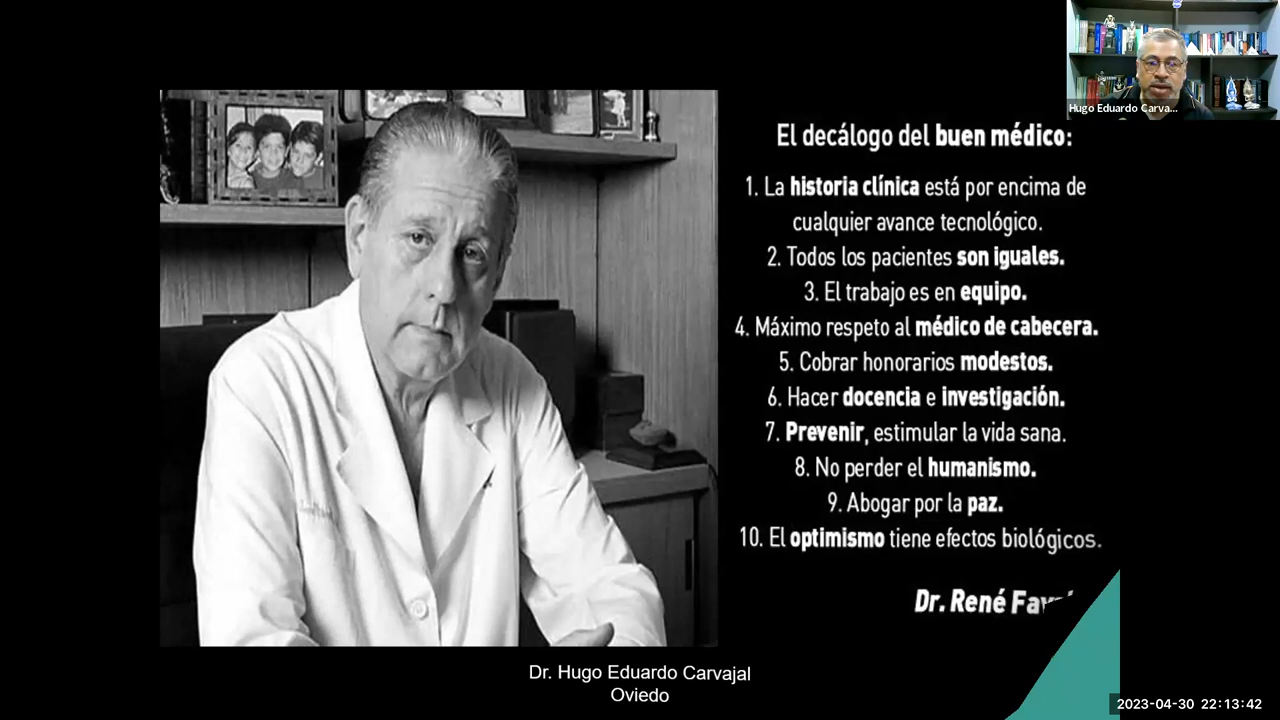 Hugo Eduardo Carva...
El decálogo del buen médico:
1. La historia clínica está por encima de
cualquier avance tecnológico.
2. Todos los pacientes son iguales.
3. El trabajo es en equipo.
4. Máximo respeto al médico de cabecera.
5. Cobrar honorarios modestos.
6. Hacer docencia e investigación.
7. Prevenir, estimular la vida sana.
8. No perder el humanismo.
9. Abogar por la paz.
10. El optimismo tiene efectos biológicos.
Dr. René
Dr. Hugo Eduardo Carvajal
Oviedo
2023-04-30 22:13:42